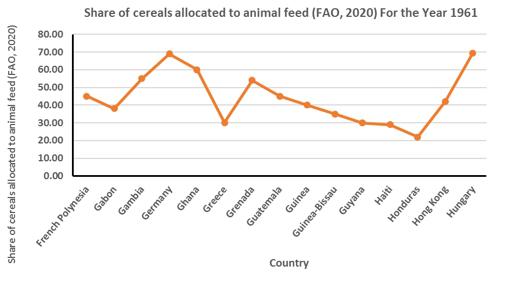 Share of cereals allocated to animal feed (FAO, 2020) For the Year 1961
Share of cereals allocated to animal feed (FAO, 2020)
80.00
70.00
60.00
50.00
40.00
30.00
20.00
10.00
0.00
French Polynesia
Gabon
Gambia
Germany
Ghana
Greece
Grenada
Guatemala
Guinea
Guinea-Bissau
Guyana
Haiti
Honduras
Hong Kong
Hungary
Country